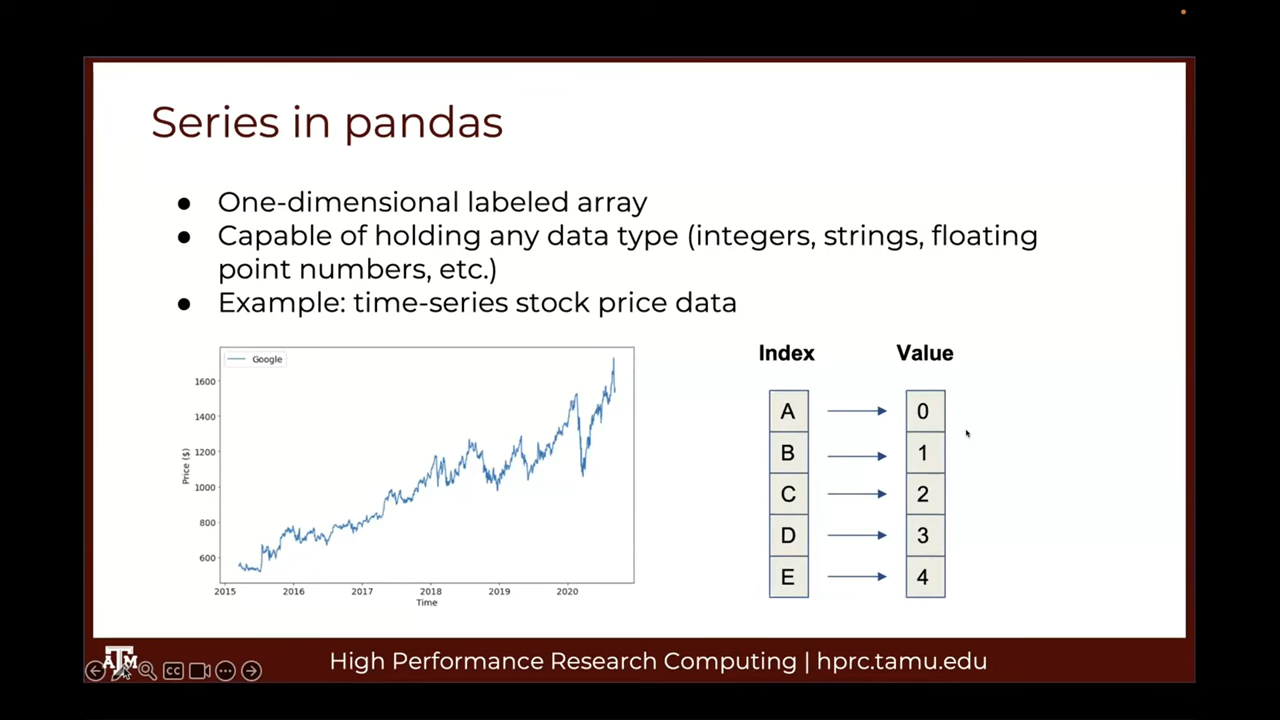 Series in pandas
● One-dimensional labeled array
● Capable of holding any data type (integers, strings, floating
point numbers, etc.)
● Example: time-series stock price data
Google
1600
1400
1200
1000
800
600
Price ($)
2015 2016 2017 2018 2019 2020
Time
Index Value
A 0
B 1
C 2
D 3
E 4
ATM
CC
High Performance Research Computing | hprc.tamu.edu